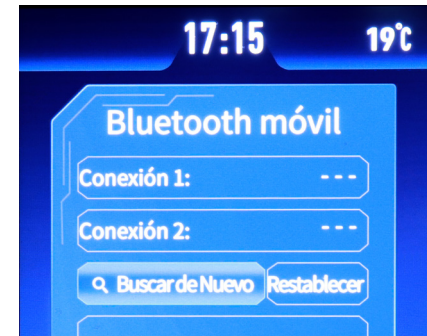 17:15 19°C
Bluetooth móvil
Conexión 1: ---
Conexión 2: ---
Buscar de Nuevo Restablecer